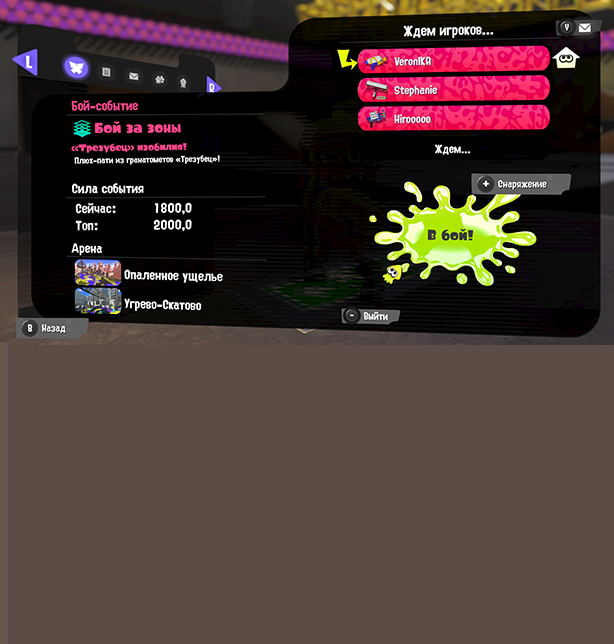 Ждем игроков...
Y
L
R
VeronIKA
Stephanie
Hirooooo
Ждем...
+ Снаряжение
В бой!
- Выйти
Бой-событие
Бой за зоны
«Трезубец» изобилия!
Плюх-пати из гранатометов «Трезубец»!
Сила события
Сейчас: 1800,0
Топ: 2000,0
Арена
Опаленное ущелье
Угрево-Скатово
B Назад